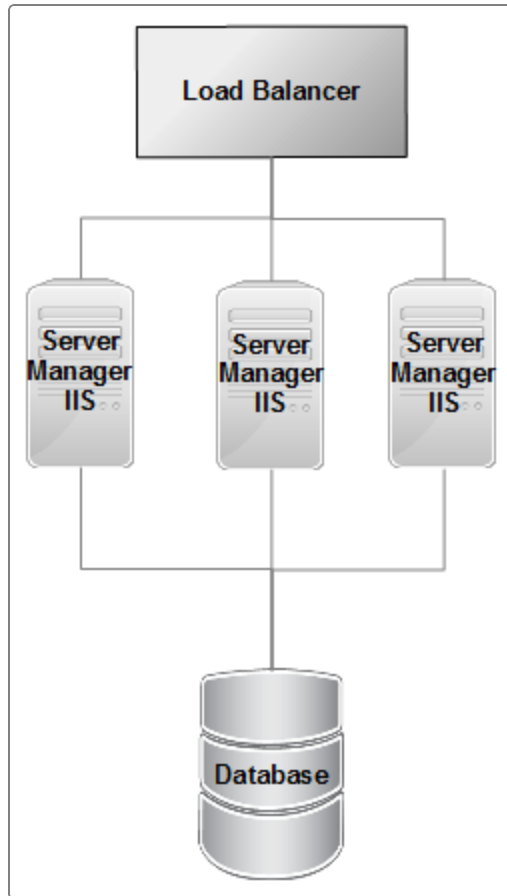 Load Balancer
Server
Manager
IIS
Server
Manager
IIS
Server
Manager
IIS
Database